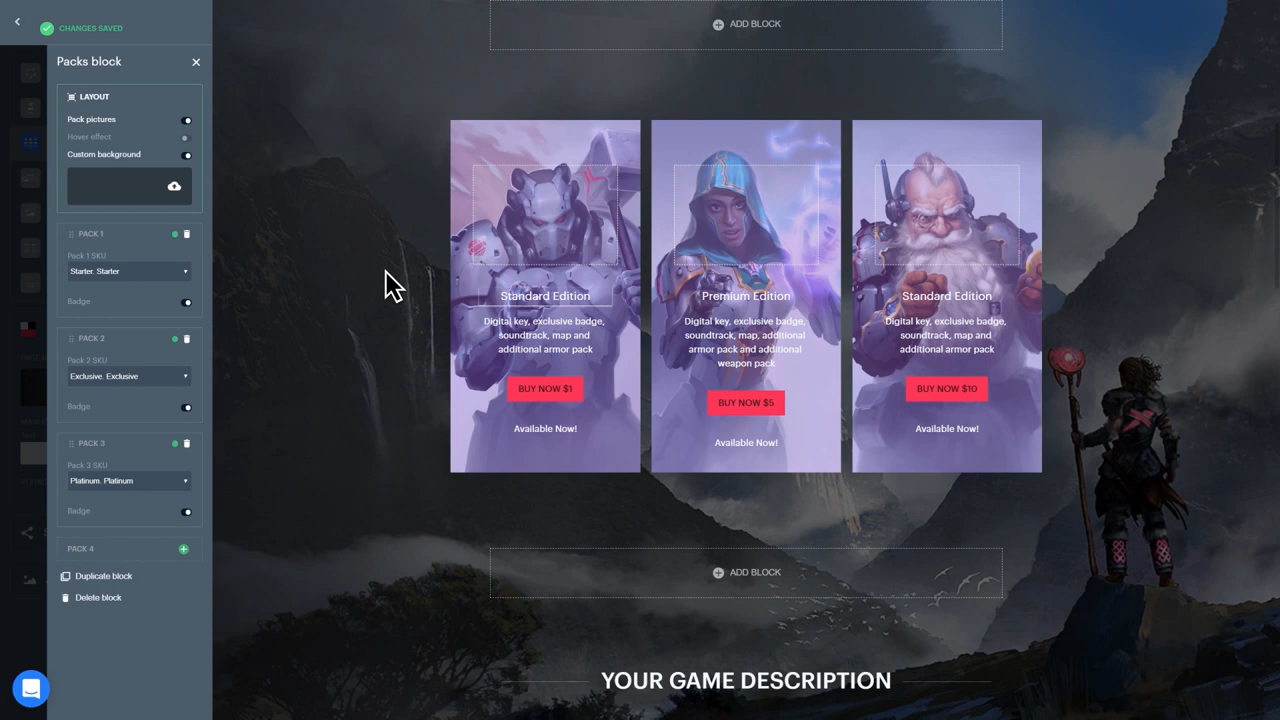 CHANGES SAVED
Packs block
LAYOUT
Pack pictures
Hover effect
Custom background
PACK 1
Pack 1 SKU
Starter. Starter
Badge
PACK 2
Pack 2 SKU
Exclusive. Exclusive
Badge
PACK 3
Pack 3 SKU
Platinum. Platinum
Badge
PACK 4
Duplicate block
Delete block
ADD BLOCK
Standard Edition
Digital key, exclusive badge,
soundtrack, map and
additional armor pack
BUY NOW $1
Available Now!
Premium Edition
Digital key, exclusive badge,
soundtrack, map, additional
armor pack and additional
weapon pack
BUY NOW $5
Available Now!
Standard Edition
Digital key, exclusive badge,
soundtrack, map and
additional armor pack
BUY NOW $10
Available Now!
ADD BLOCK
YOUR GAME DESCRIPTION